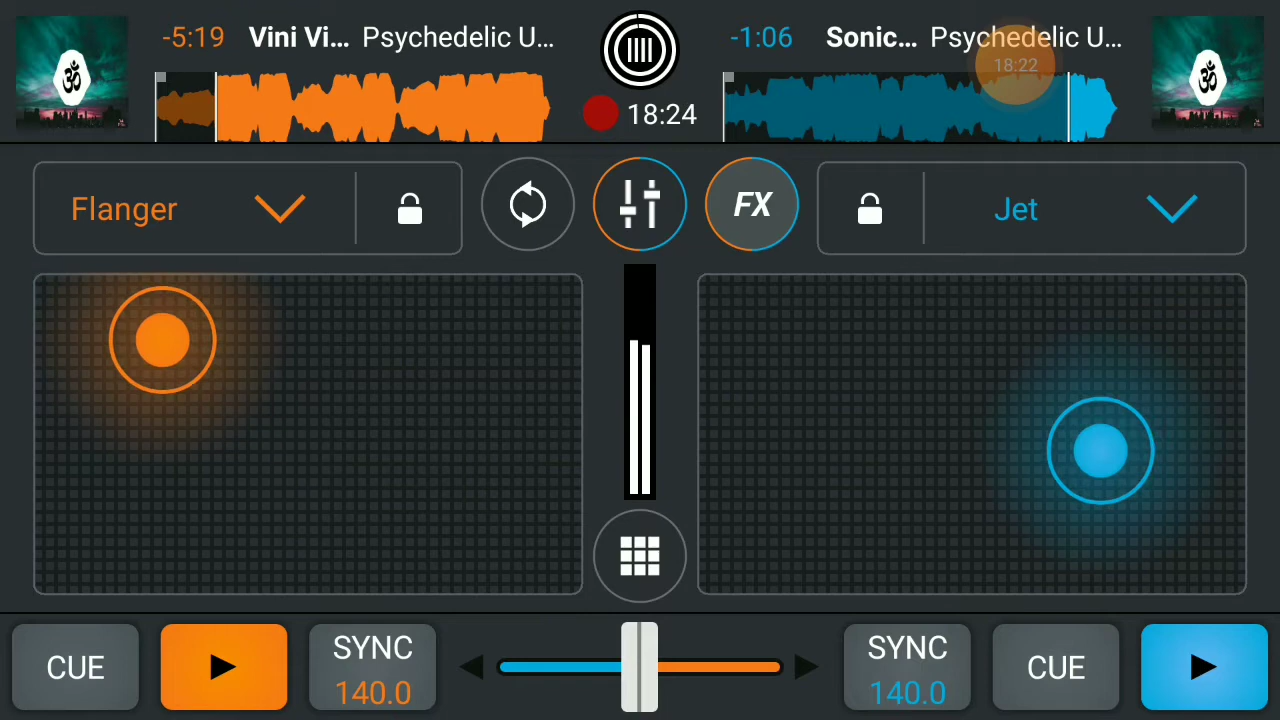 -5:19 Vini Vi... Psychedelic U...
-1:06 Sonic... Psychedelic U...
18:22
18:24
Flanger
FX
Jet
CUE
SYNC
140.0
SYNC
140.0
CUE
ॐ
ॐ